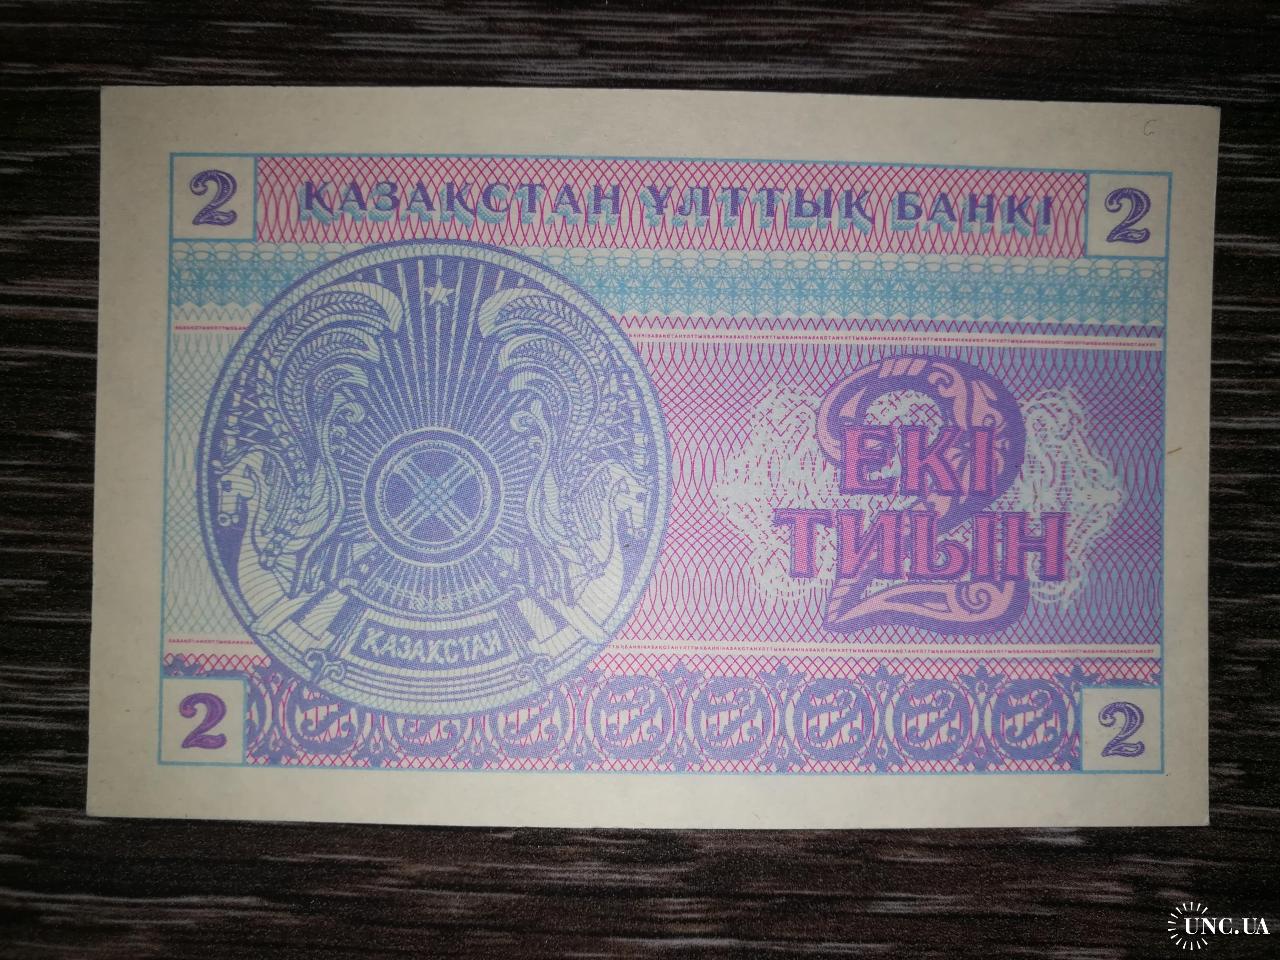 2 ҚАЗАҚСТАН ҰЛТТЫҚ БАНКІ 2
ЕКІ
ТИЫН
ҚАЗАҚСТАН
2 2
UNC.UA